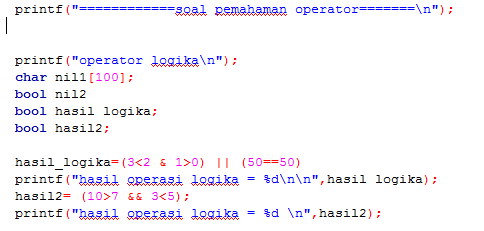 printf("============soal pemahaman operator=======\n");
printf("operator logika\n");
char nil1[100];
bool nil2
bool hasil logika;
bool hasil2;
hasil_logika=(3<2 & 1>0) || (50==50)
printf("hasil operasi logika = %d\n\n",hasil logika);
hasil2= (10>7 && 3<5);
printf("hasil operasi logika = %d \n",hasil2);